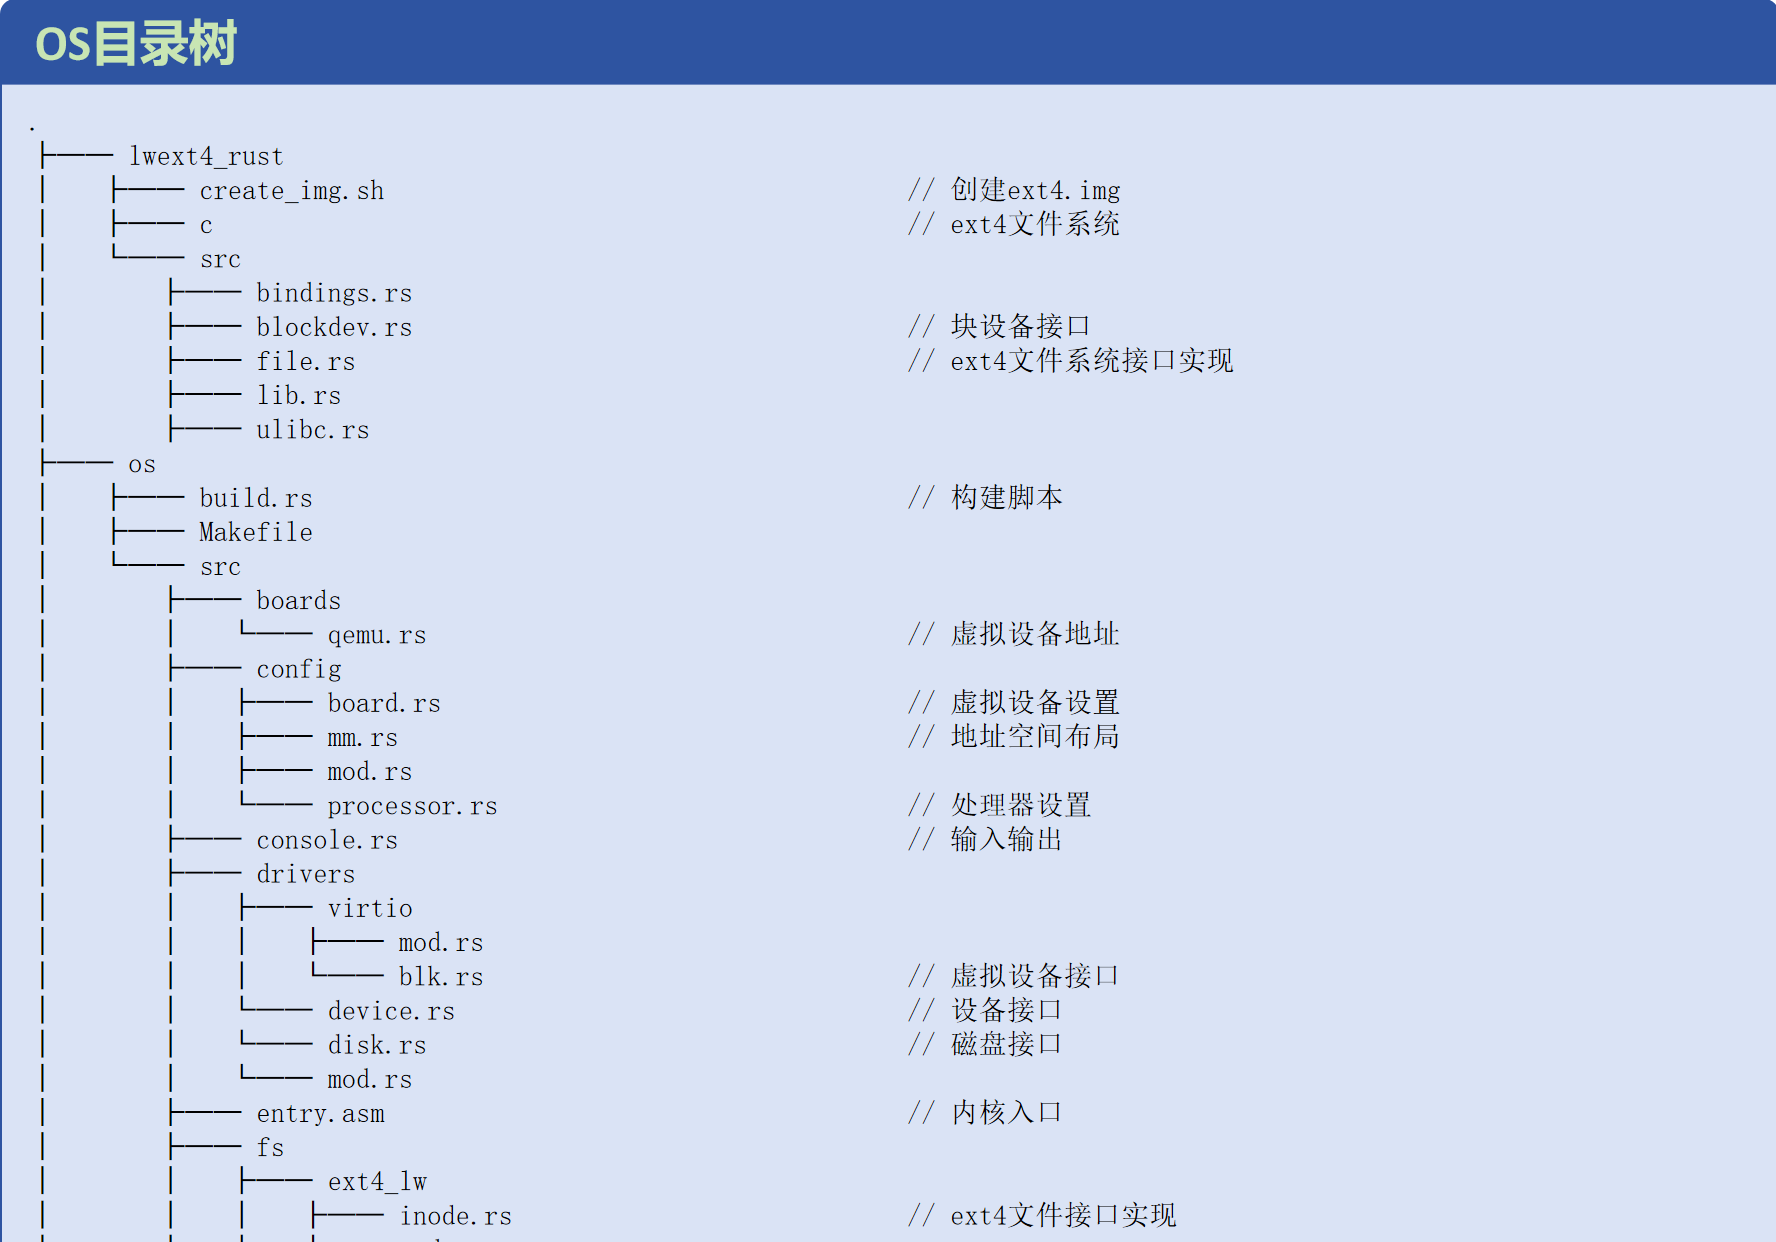 OS目录树
.
├── lwext4_rust
│   ├── create_img.sh // 创建ext4.img
│   ├── c // ext4文件系统
│   └── src
│       ├── bindings.rs
│       ├── blockdev.rs // 块设备接口
│       ├── file.rs // ext4文件系统接口实现
│       ├── lib.rs
│       ├── ulibc.rs
├── os
│   ├── build.rs // 构建脚本
│   ├── Makefile
│   └── src
│       ├── boards
│       │   └── qemu.rs // 虚拟设备地址
│       ├── config
│       │   ├── board.rs // 虚拟设备设置
│       │   ├── mm.rs // 地址空间布局
│       │   ├── mod.rs
│       │   └── processor.rs // 处理器设置
│       ├── console.rs // 输入输出
│       ├── drivers
│       │   ├── virtio
│       │   │   ├── mod.rs
│       │   │   └── blk.rs // 虚拟设备接口
│       │   └── device.rs // 设备接口
│       │   └── disk.rs // 磁盘接口
│       │   └── mod.rs
│       ├── entry.asm // 内核入口
│       ├── fs
│       │   ├── ext4_lw
│       │   │   ├── inode.rs // ext4文件接口实现